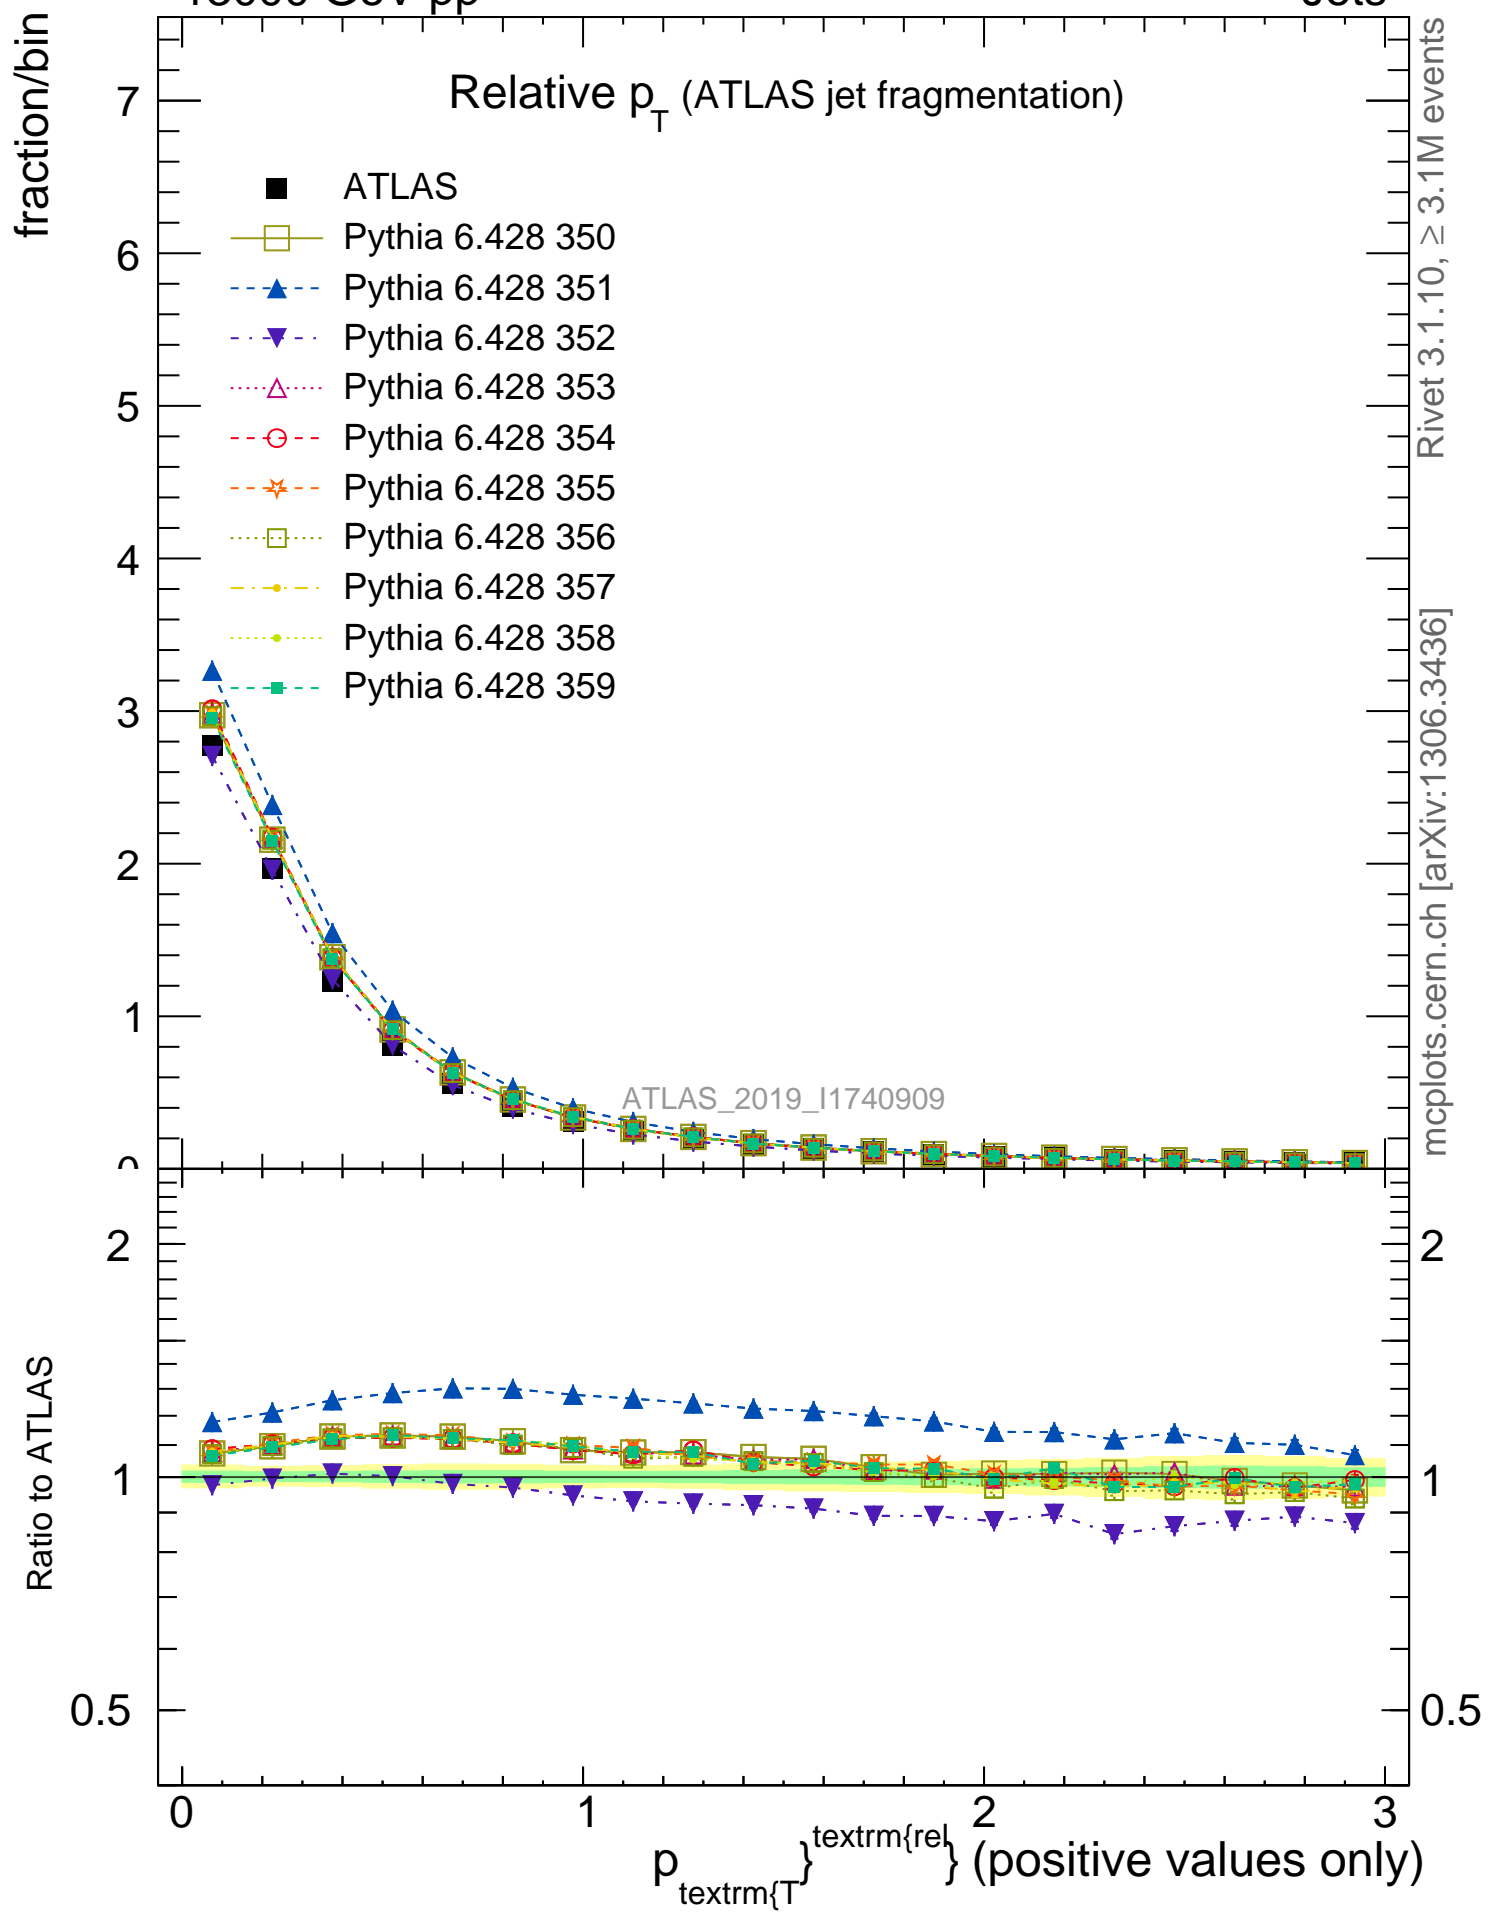 fraction/bin
Relative pT (ATLAS jet fragmentation)
ATLAS
Pythia 6.428 350
Pythia 6.428 351
Pythia 6.428 352
Pythia 6.428 353
Pythia 6.428 354
Pythia 6.428 355
Pythia 6.428 356
Pythia 6.428 357
Pythia 6.428 358
Pythia 6.428 359
7
6
5
4
3
2
1
0
ATLAS_2019_I1740909
Rivet 3.1.10, ≥ 3.1M events
mcplots.cern.ch [arXiv:1306.3436]
Ratio to ATLAS
2
1
0.5
2
1
0.5
0 1 2 3
p textrm{T}textrm{rel} (positive values only)